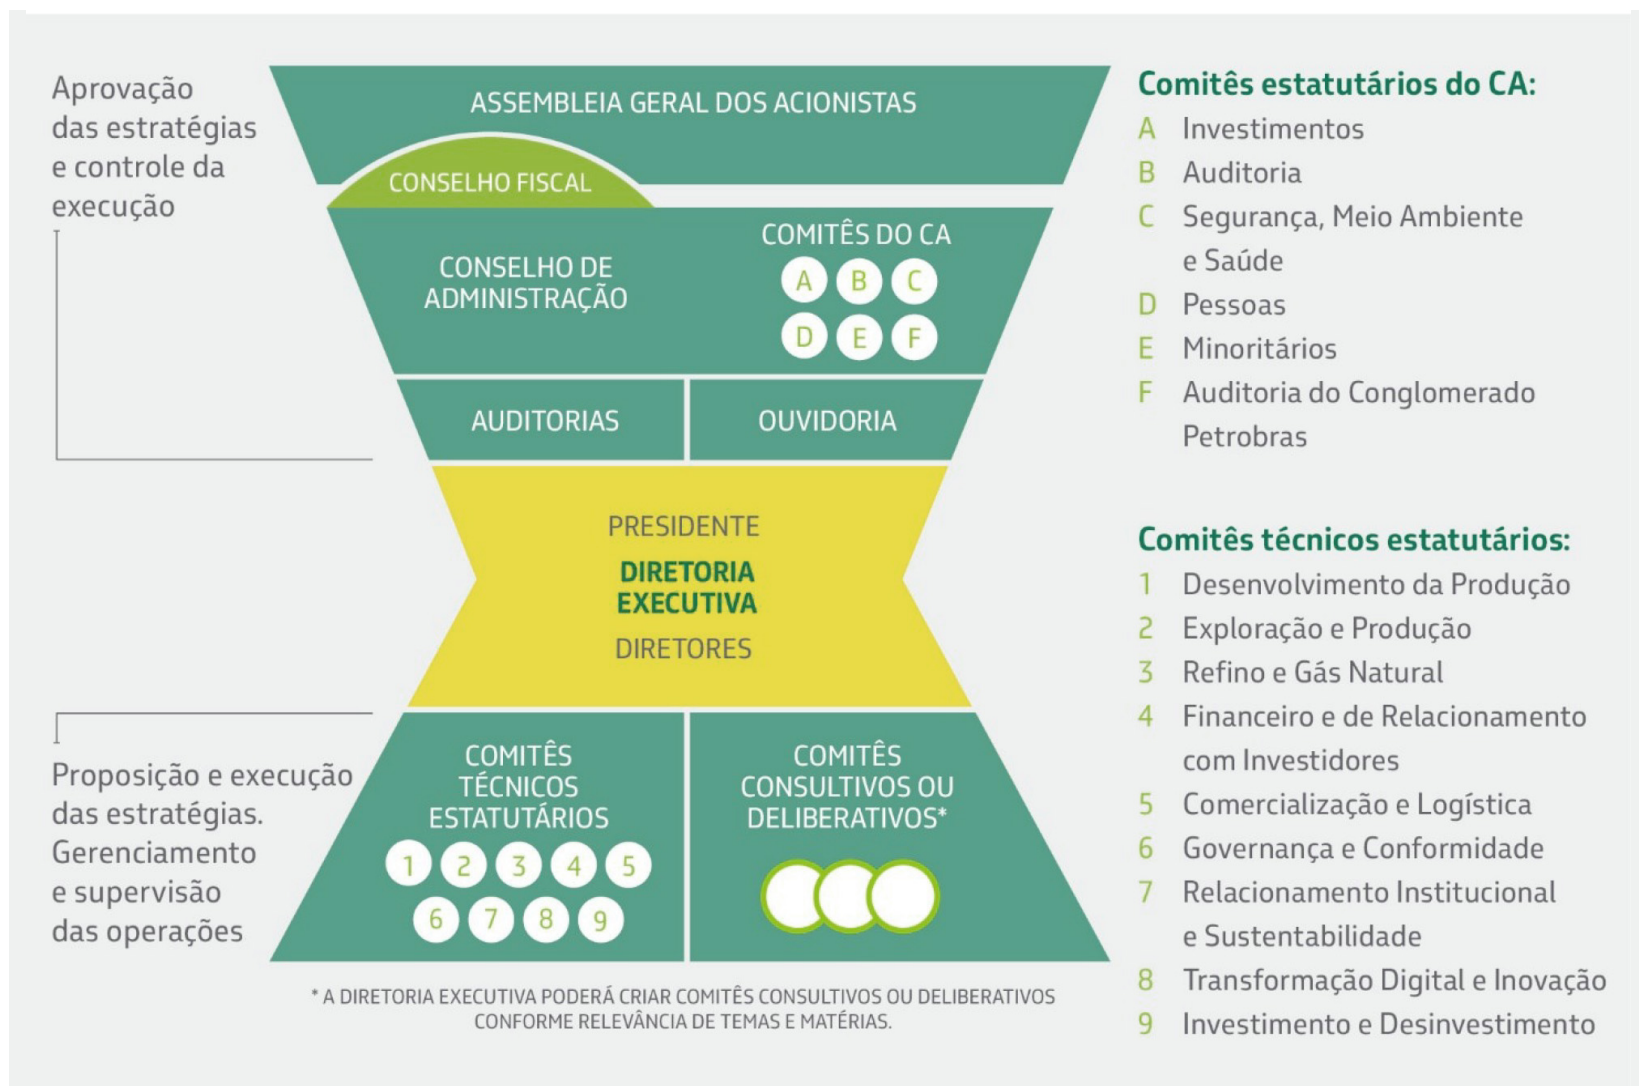 Aprovação
das estratégias
e controle da
execução
ASSEMBLEIA GERAL DOS ACIONISTAS
CONSELHO FISCAL
CONSELHO DE
ADMINISTRAÇÃO
COMITÊS DO CA
A B C
D E F
AUDITORIAS
OUVIDORIA
PRESIDENTE
DIRETORIA
EXECUTIVA
DIRETORES
Proposição e execução
das estratégias.
Gerenciamento
e supervisão
das operações
COMITÊS
TÉCNICOS
ESTATUTÁRIOS
1 2 3 4 5
6 7 8 9
COMITÊS
CONSULTIVOS OU
DELIBERATIVOS*
* A DIRETORIA EXECUTIVA PODERÁ CRIAR COMITÊS CONSULTIVOS OU DELIBERATIVOS
CONFORME RELEVÂNCIA DE TEMAS E MATÉRIAS.
Comitês estatutários do CA:
A Investimentos
B Auditoria
C Segurança, Meio Ambiente
e Saúde
D Pessoas
E Minoritários
F Auditoria do Conglomerado
Petrobras
Comitês técnicos estatutários:
1 Desenvolvimento da Produção
2 Exploração e Produção
3 Refino e Gás Natural
4 Financeiro e de Relacionamento
com Investidores
5 Comercialização e Logística
6 Governança e Conformidade
7 Relacionamento Institucional
e Sustentabilidade
8 Transformação Digital e Inovação
9 Investimento e Desinvestimento